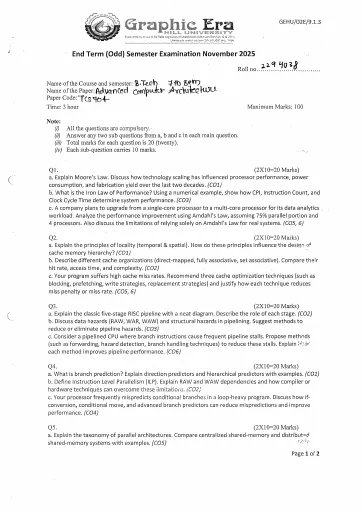 GEHU/02E/9.1.5
Graphic Era
HILL UNIVERSITY
End Term (Odd) Semester Examination November 2025
Roll no. 2294038
Name of the Course and semester: B.Tech 7th Sem
Name of the Paper: Advanced Computer Architecture
Paper Code:
Time: 3 hour Maximum Marks: 100
Note:
(i) All the questions are compulsory.
(ii) Answer any two sub questions from a, b and c in each main question.
(iii) Total marks for each question is 20 (twenty).
(iv) Each sub-question carries 10 marks.
Q1. (2X10=20 Marks)
a. Explain Moore's Law. Discuss how technology scaling has influenced processor performance, power
consumption, and fabrication yield over the last two decades. (CO1)
b. What is the Iron Law of Performance? Using a numerical example, show how CPI, Instruction Count, and
Clock Cycle Time determine system performance. (CO3)
c. A company plans to upgrade from a single-core processor to a multi-core processor for its data analytics
workload. Analyze the performance improvement using Amdahl's Law, assuming 75% parallel portion and
4 processors. Also discuss the limitations of relying solely on Amdahl's Law for real systems. (CO5, 6)
Q2. (2X10=20 Marks)
a. Explain the principles of locality (temporal & spatial). How do these principles influence the design of
cache memory hierarchy? (CO1)
b. Describe different cache organizations (direct-mapped, fully associative, set associative). Compare their
hit rate, access time, and complexity. (CO2)
c. Your program suffers high cache miss rates. Recommend three cache optimization techniques (such as
blocking, prefetching, write strategies, replacement strategies) and justify how each technique reduces
miss penalty or miss rate. (CO5, 6)
Q3. (2X10=20 Marks)
a. Explain the classic five-stage RISC pipeline with a neat diagram. Describe the role of each stage. (CO2)
b. Discuss data hazards (RAW, WAR, WAW) and structural hazards in pipelining. Suggest methods to
reduce or eliminate pipeline hazards. (CO3)
c. Consider a pipelined CPU where branch instructions cause frequent pipeline stalls. Propose methods
(such as forwarding, hazard detection, branch handling techniques) to reduce these stalls. Explain how
each method improves pipeline performance. (CO6)
Q4. (2X10=20 Marks)
a. What is branch prediction? Explain direction predictors and hierarchical predictors with examples. (CO1)
b. Define Instruction Level Parallelism (ILP). Explain RAW and WAW dependencies and how compiler or
hardware techniques can overcome these limitations. (CO2)
c. Your processor frequently mispredicts conditional branches in a loop-heavy program. Discuss how if-
conversion, conditional move, and advanced branch predictors can reduce mispredictions and improve
performance. (CO4)
Q5. (2X10=20 Marks)
a. Explain the taxonomy of parallel architectures. Compare centralized shared-memory and distributed
shared-memory systems with examples. (CO5)
Page 1 of 2